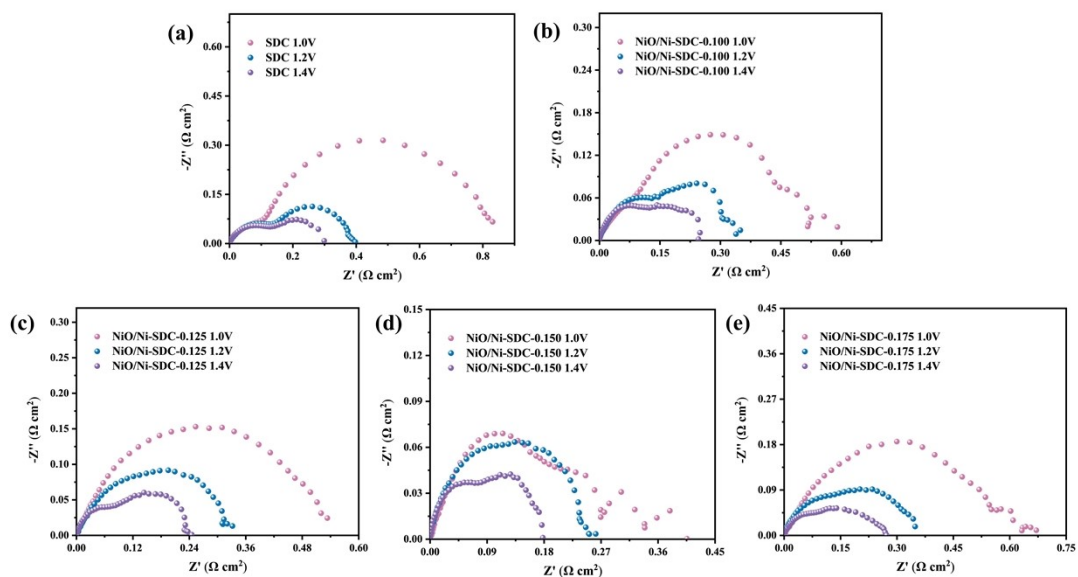 (a)
SDC 1.0V
SDC 1.2V
SDC 1.4V
-Z'' (Ω cm²)
0.60
0.45
0.30
0.15
0.00
0.0 0.2 0.4 0.6 0.8
Z' (Ω cm²)
(b)
NiO/Ni-SDC-0.100 1.0V
NiO/Ni-SDC-0.100 1.2V
NiO/Ni-SDC-0.100 1.4V
-Z'' (Ω cm²)
0.30
0.24
0.18
0.12
0.06
0.00
0.00 0.15 0.30 0.45 0.60
Z' (Ω cm²)
(c)
NiO/Ni-SDC-0.125 1.0V
NiO/Ni-SDC-0.125 1.2V
NiO/Ni-SDC-0.125 1.4V
-Z'' (Ω cm²)
0.30
0.25
0.20
0.15
0.10
0.05
0.00
0.00 0.12 0.24 0.36 0.48 0.60
Z' (Ω cm²)
(d)
NiO/Ni-SDC-0.150 1.0V
NiO/Ni-SDC-0.150 1.2V
NiO/Ni-SDC-0.150 1.4V
-Z'' (Ω cm²)
0.15
0.12
0.09
0.06
0.03
0.00
0.00 0.09 0.18 0.27 0.36 0.45
Z' (Ω cm²)
(e)
NiO/Ni-SDC-0.175 1.0V
NiO/Ni-SDC-0.175 1.2V
NiO/Ni-SDC-0.175 1.4V
-Z'' (Ω cm²)
0.45
0.36
0.27
0.18
0.09
0.00
0.00 0.15 0.30 0.45 0.60 0.75
Z' (Ω cm²)